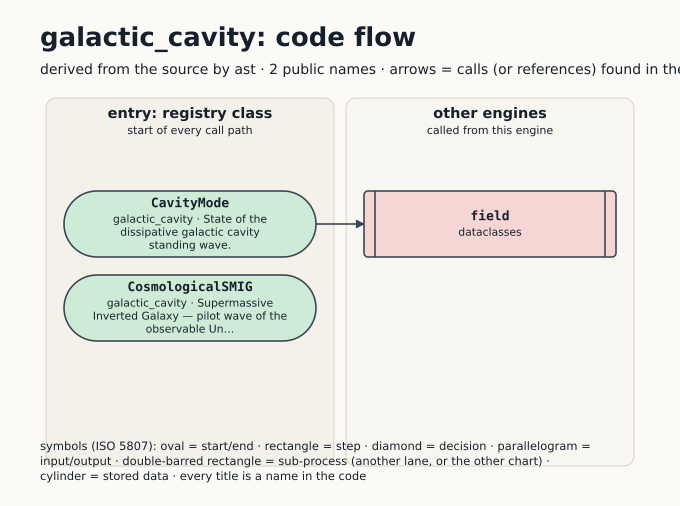 galactic_cavity: code flow
derived from the source by ast · 2 public names · arrows = calls (or references) found in the
entry: registry class
start of every call path
other engines
called from this engine
CavityMode
galactic_cavity · State of the
dissipative galactic cavity
standing wave.
field
dataclasses
CosmologicalSMIG
galactic_cavity · Supermassive
Inverted Galaxy — pilot wave of the
observable Un…
symbols (ISO 5807): oval = start/end · rectangle = step · diamond = decision · parallelogram =
input/output · double-barred rectangle = sub-process (another lane, or the other chart) ·
cylinder = stored data · every title is a name in the code